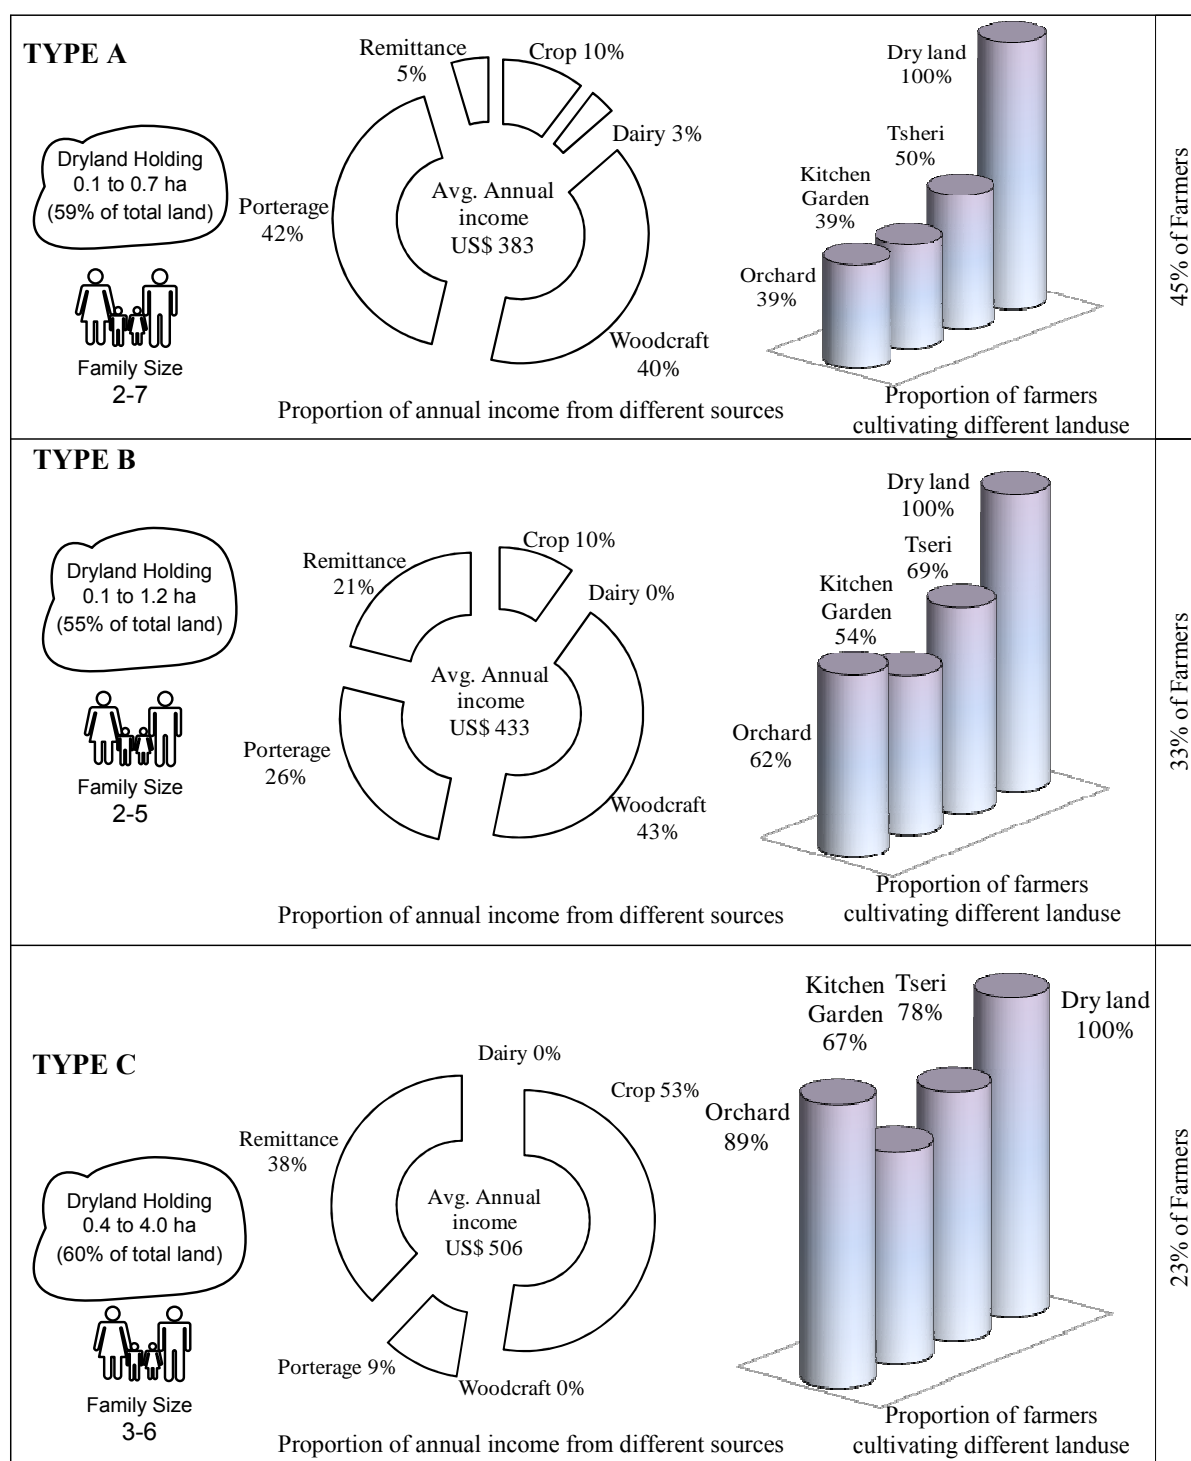 TYPE A
Dryland Holding
0.1 to 0.7 ha
(59% of total land)
Family Size
2-7
Remittance
5%
Crop 10%
Dairy 3%
Porterage
42%
Avg. Annual
income
US$ 383
Woodcraft
40%
Proportion of annual income from different sources
Dry land
100%
Tsheri
50%
Kitchen
Garden
39%
Orchard
39%
Proportion of farmers
cultivating different landuse
45% of Farmers
TYPE B
Dryland Holding
0.1 to 1.2 ha
(55% of total land)
Family Size
2-5
Remittance
21%
Crop 10%
Dairy 0%
Avg. Annual
income
US$ 433
Porterage
26%
Woodcraft
43%
Proportion of annual income from different sources
Dry land
100%
Tseri
69%
Kitchen
Garden
54%
Orchard
62%
Proportion of farmers
cultivating different landuse
33% of Farmers
TYPE C
Dryland Holding
0.4 to 4.0 ha
(60% of total land)
Family Size
3-6
Dairy 0%
Crop 53%
Remittance
38%
Avg. Annual
income
US$ 506
Porterage 9%
Woodcraft 0%
Proportion of annual income from different sources
Kitchen
Garden
67%
Tseri
78%
Dry land
100%
Orchard
89%
Proportion of farmers
cultivating different landuse
23% of Farmers